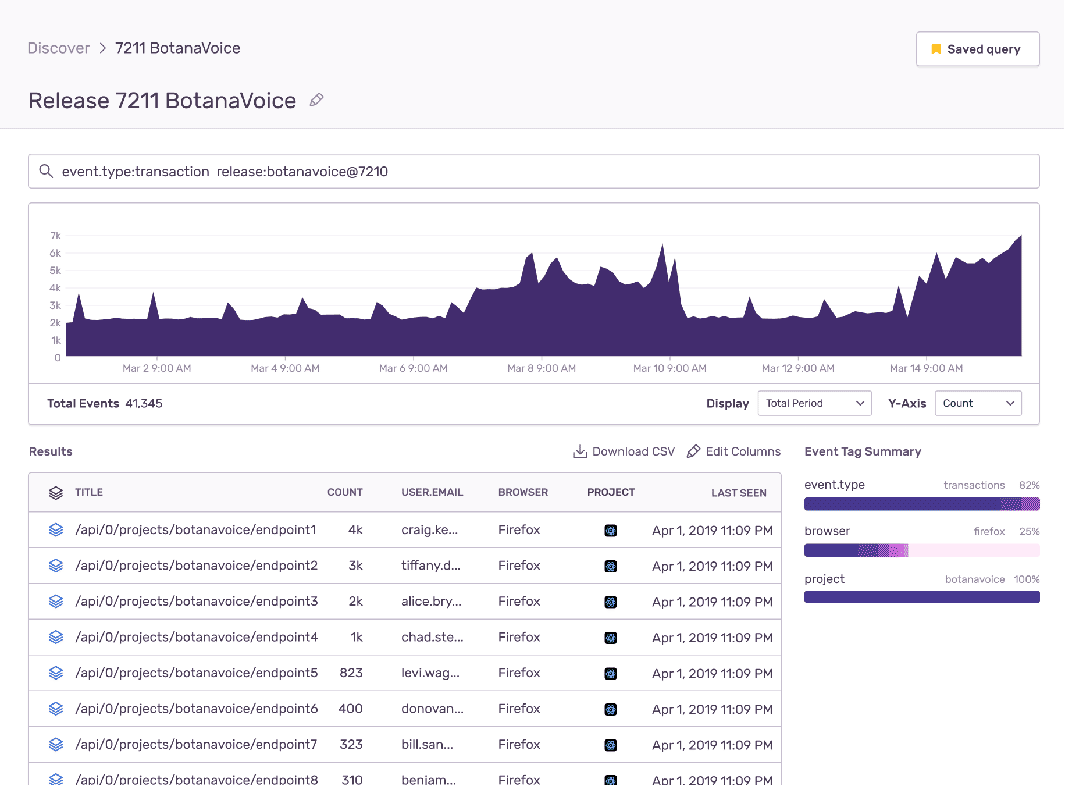 Discover > 7211 BotanaVoice
Saved query
Release 7211 BotanaVoice
event.type:transaction release:botanavoice@7210
7k
6k
5k
4k
3k
2k
1k
0
Mar 2 9:00 AM Mar 4 9:00 AM Mar 6 9:00 AM Mar 8 9:00 AM Mar 10 9:00 AM Mar 12 9:00 AM Mar 14 9:00 AM
Total Events 41,345 Display Total Period Y-Axis Count
Results Download CSV Edit Columns
TITLE COUNT USER.EMAIL BROWSER PROJECT LAST SEEN
/api/0/projects/botanavoice/endpoint1 4k craig.ke... Firefox Apr 1, 2019 11:09 PM
/api/0/projects/botanavoice/endpoint2 3k tiffany.d... Firefox Apr 1, 2019 11:09 PM
/api/0/projects/botanavoice/endpoint3 2k alice.bry... Firefox Apr 1, 2019 11:09 PM
/api/0/projects/botanavoice/endpoint4 1k chad.ste... Firefox Apr 1, 2019 11:09 PM
/api/0/projects/botanavoice/endpoint5 823 levi.wag... Firefox Apr 1, 2019 11:09 PM
/api/0/projects/botanavoice/endpoint6 400 donovan... Firefox Apr 1, 2019 11:09 PM
/api/0/projects/botanavoice/endpoint7 323 bill.san... Firefox Apr 1, 2019 11:09 PM
/api/0/projects/botanavoice/endpoint8 310 benjam... Firefox Apr 1, 2019 11:09 PM
Event Tag Summary
event.type transactions 82%
browser firefox 25%
project botanavoice 100%